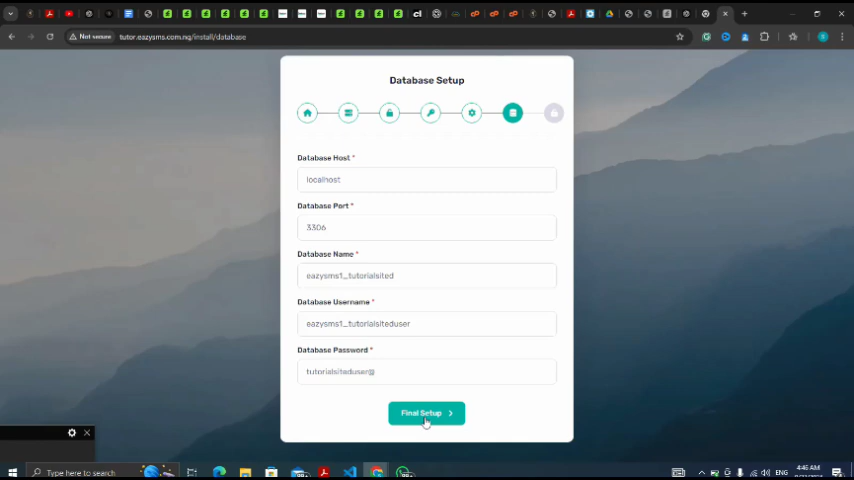 Not secure
tutor.eazysms.com.ng/install/database
Database Setup
Database Host *
localhost
Database Port *
3306
Database Name *
eazysms1_tutorialsited
Database Username *
eazysms1_tutorialsiteduser
Database Password *
tutorialsiteduser@
Final Setup
Type here to search
ENG
4:46 AM